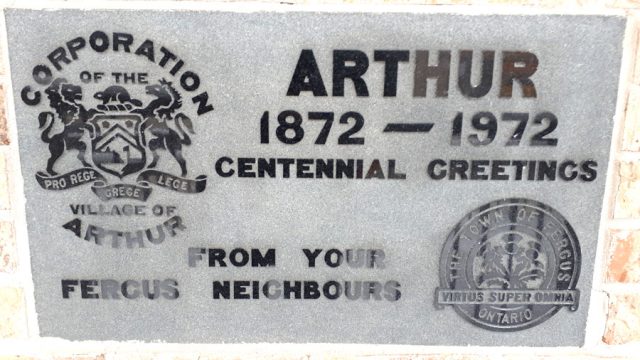 CORPORATION
OF THE
PRO REGE GREGE LEGE
VILLAGE OF
ARTHUR
ARTHUR
1872 — 1972
CENTENNIAL GREETINGS
FROM YOUR
FERGUS NEIGHBOURS
THE TOWN OF FERGUS
VIRTUS SUPER OMNIA
ONTARIO